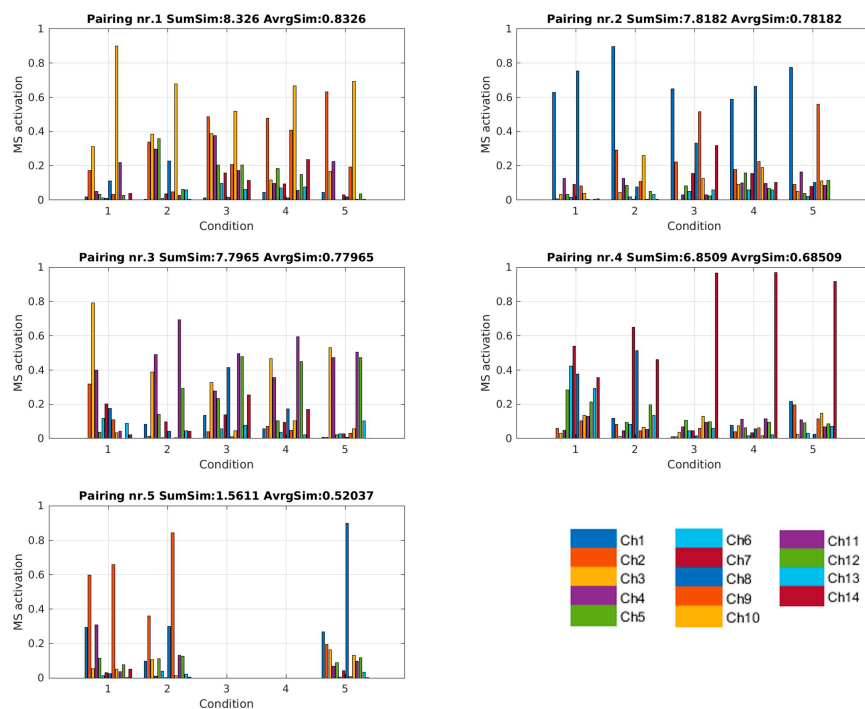 Pairing nr.1 SumSim:8.326 AvrgSim:0.8326
MS activation
1
0.8
0.6
0.4
0.2
0
1 2 3 4 5
Condition
Pairing nr.2 SumSim:7.8182 AvrgSim:0.78182
MS activation
1
0.8
0.6
0.4
0.2
0
1 2 3 4 5
Condition
Pairing nr.3 SumSim:7.7965 AvrgSim:0.77965
MS activation
1
0.8
0.6
0.4
0.2
0
1 2 3 4 5
Condition
Pairing nr.4 SumSim:6.8509 AvrgSim:0.68509
MS activation
1
0.8
0.6
0.4
0.2
0
1 2 3 4 5
Condition
Pairing nr.5 SumSim:1.5611 AvrgSim:0.52037
MS activation
1
0.8
0.6
0.4
0.2
0
1 2 3 4 5
Condition
Ch1
Ch2
Ch3
Ch4
Ch5
Ch6
Ch7
Ch8
Ch9
Ch10
Ch11
Ch12
Ch13
Ch14